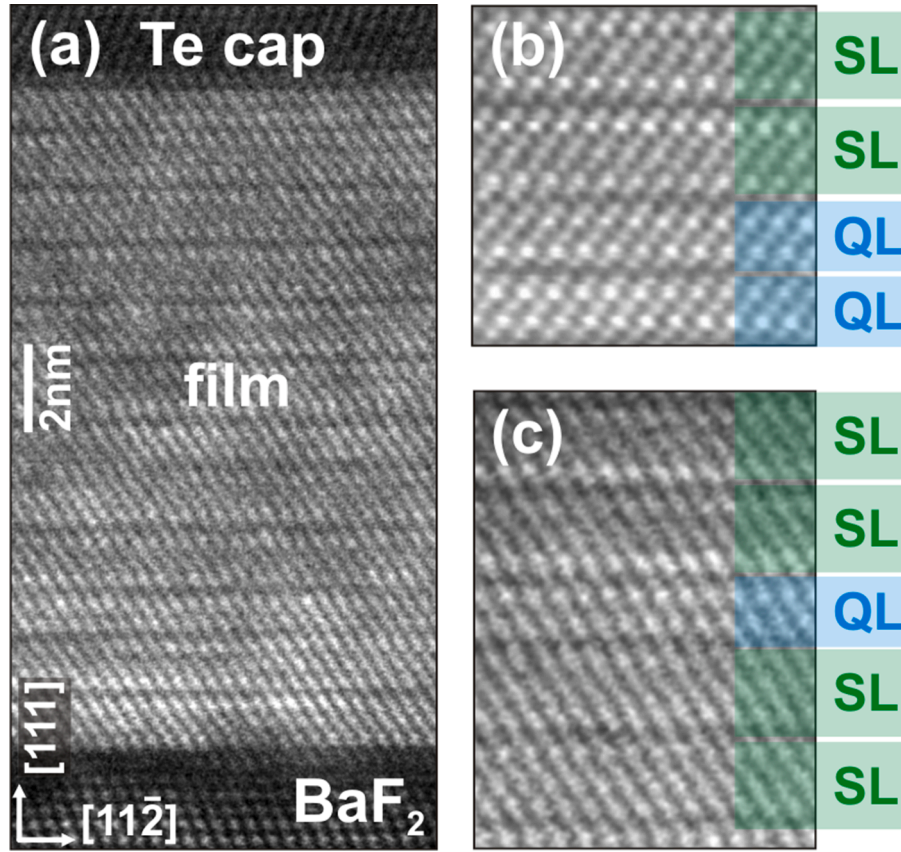 (a) Te cap
film
2nm
[111]
[112̄]
BaF₂
(b)
SL
SL
QL
QL
(c)
SL
SL
QL
SL
SL